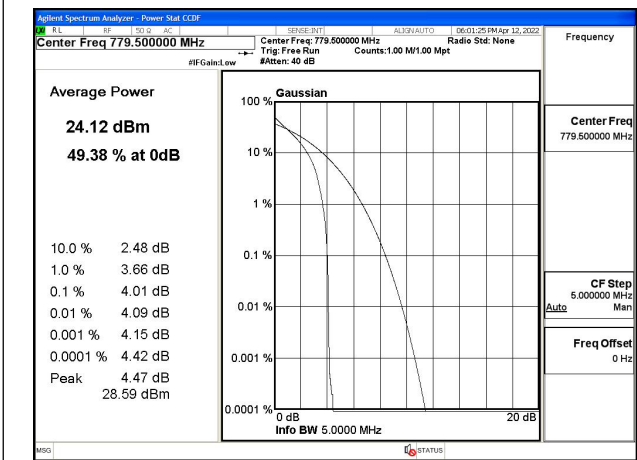 Agilent Spectrum Analyzer - Power Stat CCDF
RL RF 50 Ω AC SENSE:INT ALIGNAUTO 06:01:25 PM Apr 12, 2022
Center Freq 779.500000 MHz
Center Freq: 779.500000 MHz Radio Std: None
Trig: Free Run Counts:1.00 M/1.00 Mpt
#IFGain:Low #Atten: 40 dB
Frequency
Average Power
24.12 dBm
49.38 % at 0dB
10.0 % 2.48 dB
1.0 % 3.66 dB
0.1 % 4.01 dB
0.01 % 4.09 dB
0.001 % 4.15 dB
0.0001 % 4.42 dB
Peak 4.47 dB
28.59 dBm
Gaussian
100 %
10 %
1 %
0.1 %
0.01 %
0.001 %
0.0001 %
0 dB 20 dB
Info BW 5.0000 MHz
Center Freq
779.500000 MHz
CF Step
5.000000 MHz
Auto Man
Freq Offset
0 Hz
MSG STATUS